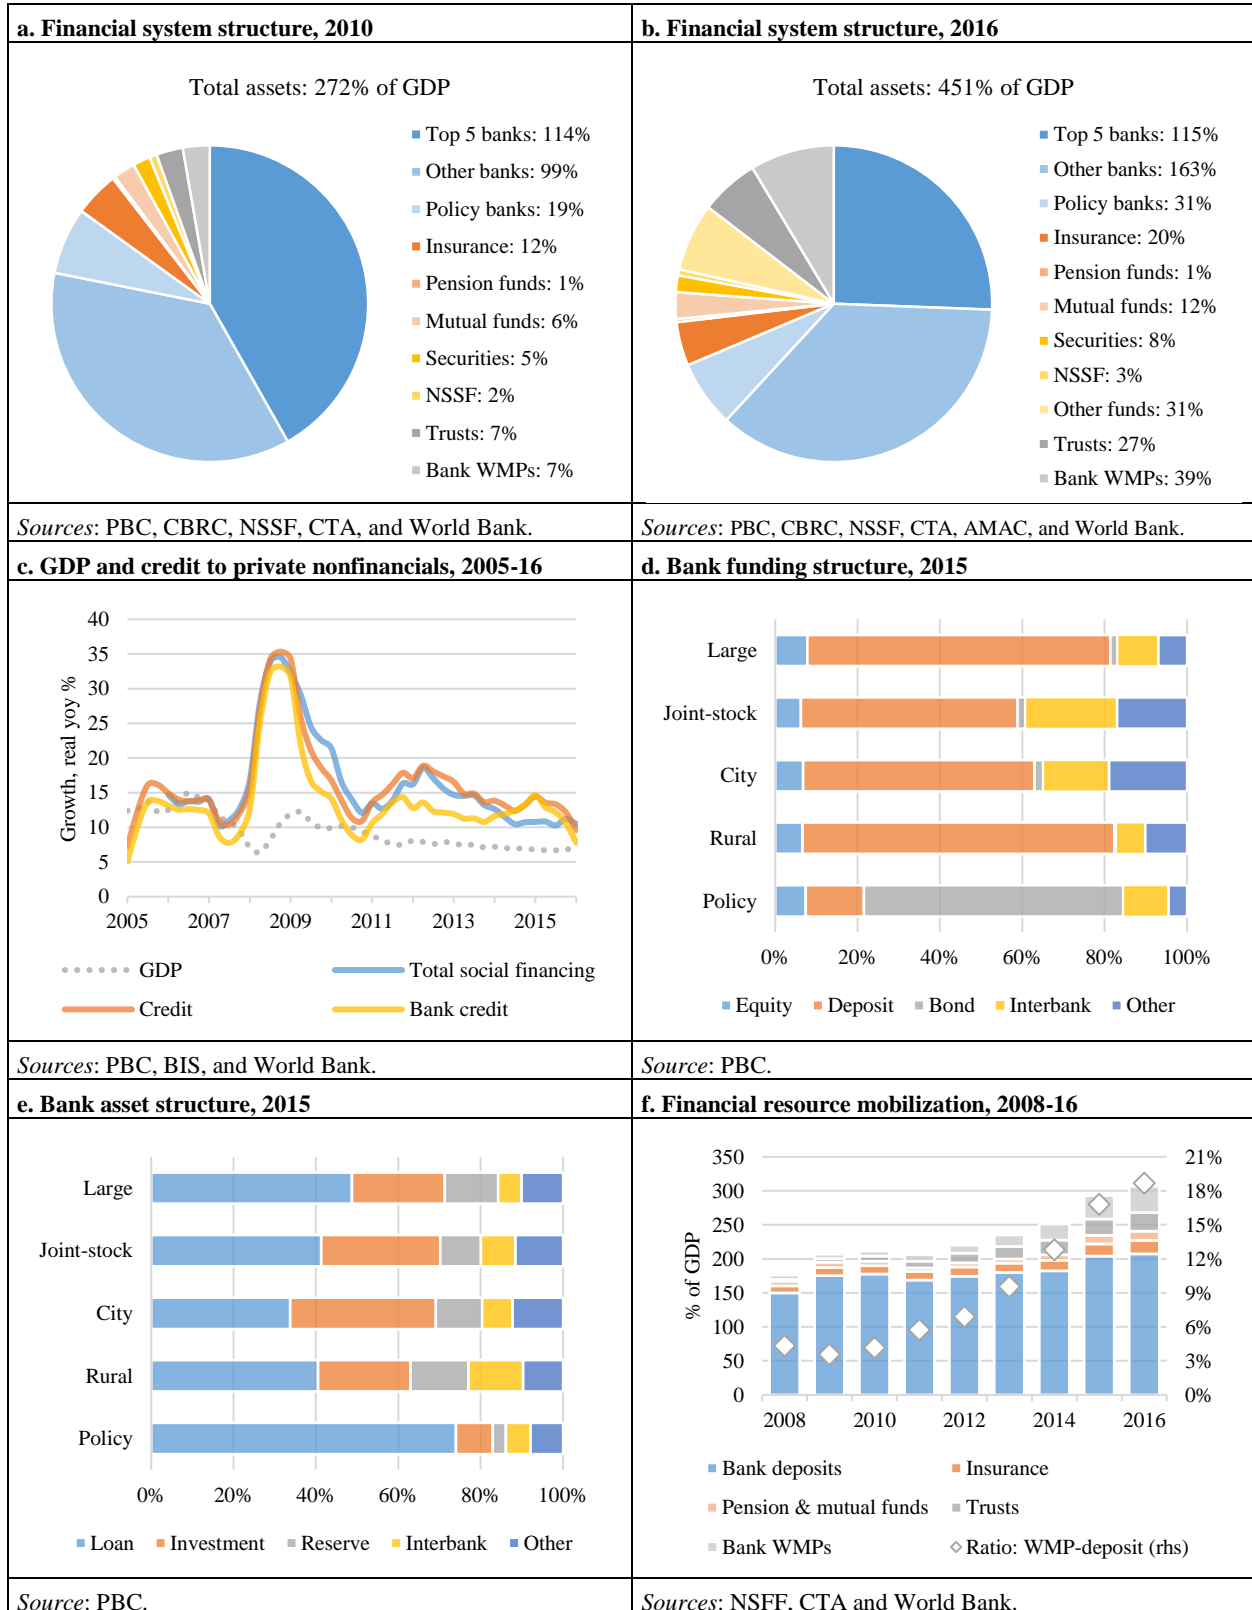 a. Financial system structure, 2010
Total assets: 272% of GDP
Top 5 banks: 114%
Other banks: 99%
Policy banks: 19%
Insurance: 12%
Pension funds: 1%
Mutual funds: 6%
Securities: 5%
NSSF: 2%
Trusts: 7%
Bank WMPs: 7%
Sources: PBC, CBRC, NSSF, CTA, and World Bank.
b. Financial system structure, 2016
Total assets: 451% of GDP
Top 5 banks: 115%
Other banks: 163%
Policy banks: 31%
Insurance: 20%
Pension funds: 1%
Mutual funds: 12%
Securities: 8%
NSSF: 3%
Other funds: 31%
Trusts: 27%
Bank WMPs: 39%
Sources: PBC, CBRC, NSSF, CTA, AMAC, and World Bank.
c. GDP and credit to private nonfinancials, 2005-16
Growth, real yoy %
40
35
30
25
20
15
10
5
0
2005 2007 2009 2011 2013 2015
GDP Total social financing
Credit Bank credit
Sources: PBC, BIS, and World Bank.
d. Bank funding structure, 2015
Large
Joint-stock
City
Rural
Policy
0% 20% 40% 60% 80% 100%
Equity Deposit Bond Interbank Other
Source: PBC.
e. Bank asset structure, 2015
Large
Joint-stock
City
Rural
Policy
0% 20% 40% 60% 80% 100%
Loan Investment Reserve Interbank Other
Source: PBC.
f. Financial resource mobilization, 2008-16
% of GDP
350 21%
300 18%
250 15%
200 12%
150 9%
100 6%
50 3%
0 0%
2008 2010 2012 2014 2016
Bank deposits Insurance
Pension & mutual funds Trusts
Bank WMPs Ratio: WMP-deposit (rhs)
Sources: NSFF, CTA and World Bank.